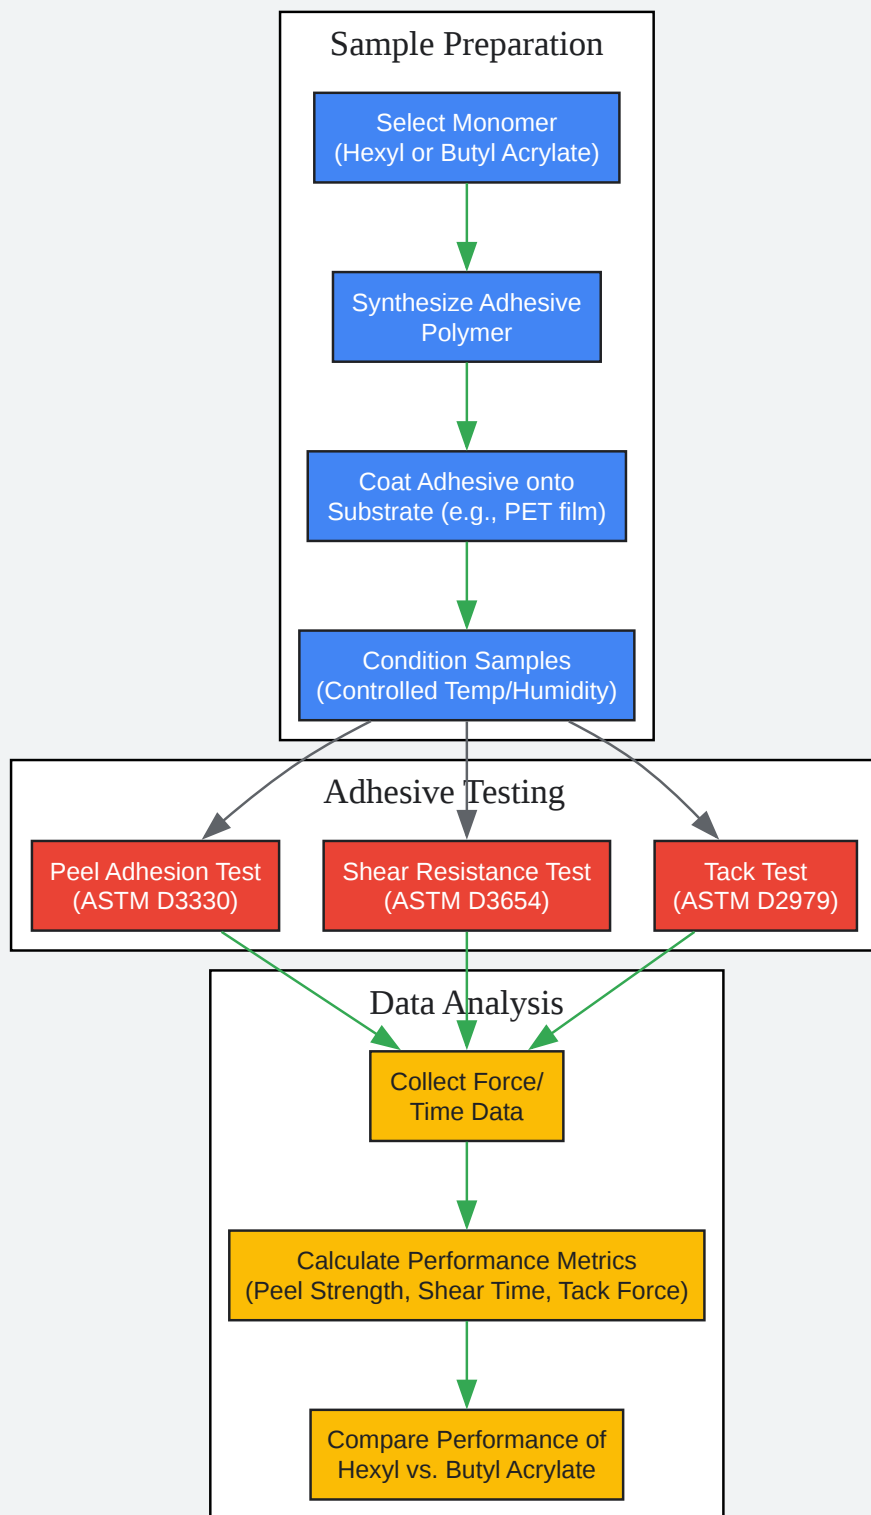 Sample Preparation
Select Monomer
(Hexyl or Butyl Acrylate)
Synthesize Adhesive
Polymer
Coat Adhesive onto
Substrate (e.g., PET film)
Condition Samples
(Controlled Temp/Humidity)
Adhesive Testing
Peel Adhesion Test
(ASTM D3330)
Shear Resistance Test
(ASTM D3654)
Tack Test
(ASTM D2979)
Data Analysis
Collect Force/
Time Data
Calculate Performance Metrics
(Peel Strength, Shear Time, Tack Force)
Compare Performance of
Hexyl vs. Butyl Acrylate